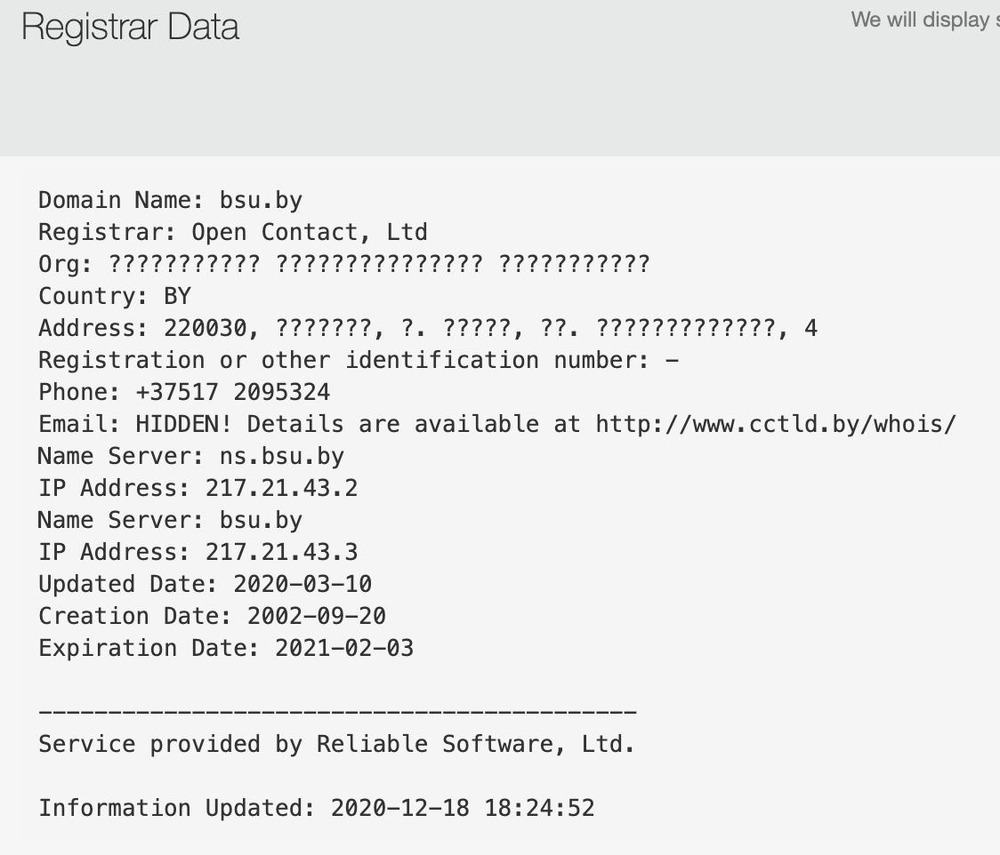 Registrar Data
We will display
Domain Name: bsu.by
Registrar: Open Contact, Ltd
Org: ??????????? ??????????????? ???????????
Country: BY
Address: 220030, ???????, ?. ?????, ??. ?????????????, 4
Registration or other identification number: -
Phone: +37517 2095324
Email: HIDDEN! Details are available at http://www.cctld.by/whois/
Name Server: ns.bsu.by
IP Address: 217.21.43.2
Name Server: bsu.by
IP Address: 217.21.43.3
Updated Date: 2020-03-10
Creation Date: 2002-09-20
Expiration Date: 2021-02-03
-------------------------------------------
Service provided by Reliable Software, Ltd.
Information Updated: 2020-12-18 18:24:52